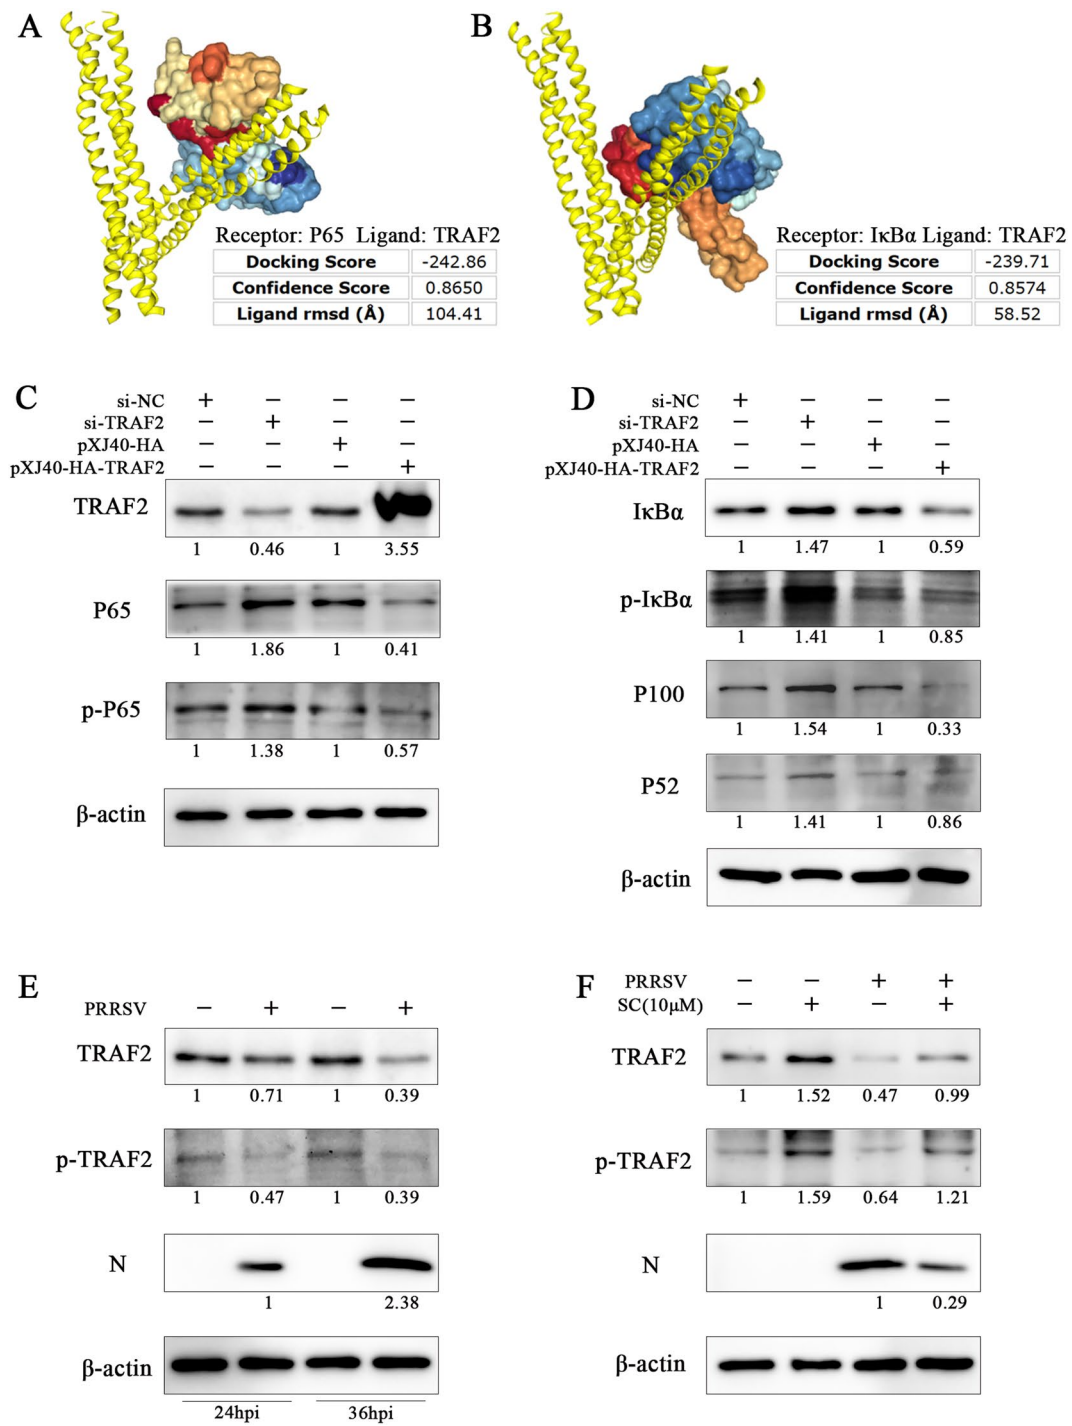 A
B
Receptor: P65 Ligand: TRAF2
Docking Score -242.86
Confidence Score 0.8650
Ligand rmsd (Å) 104.41
Receptor: IκBα Ligand: TRAF2
Docking Score -239.71
Confidence Score 0.8574
Ligand rmsd (Å) 58.52
C
si-NC + − − −
si-TRAF2 − + − −
pXJ40-HA − − + −
pXJ40-HA-TRAF2 − − − +
TRAF2
1 0.46 1 3.55
P65
1 1.86 1 0.41
p-P65
1 1.38 1 0.57
β-actin
D
si-NC + − − −
si-TRAF2 − + − −
pXJ40-HA − − + −
pXJ40-HA-TRAF2 − − − +
IκBα
1 1.47 1 0.59
p-IκBα
1 1.41 1 0.85
P100
1 1.54 1 0.33
P52
1 1.41 1 0.86
β-actin
E
PRRSV − + − +
TRAF2
1 0.71 1 0.39
p-TRAF2
1 0.47 1 0.39
N
1 2.38
β-actin
24hpi 36hpi
F
PRRSV − − + +
SC(10μM) − + − +
TRAF2
1 1.52 0.47 0.99
p-TRAF2
1 1.59 0.64 1.21
N
1 0.29
β-actin